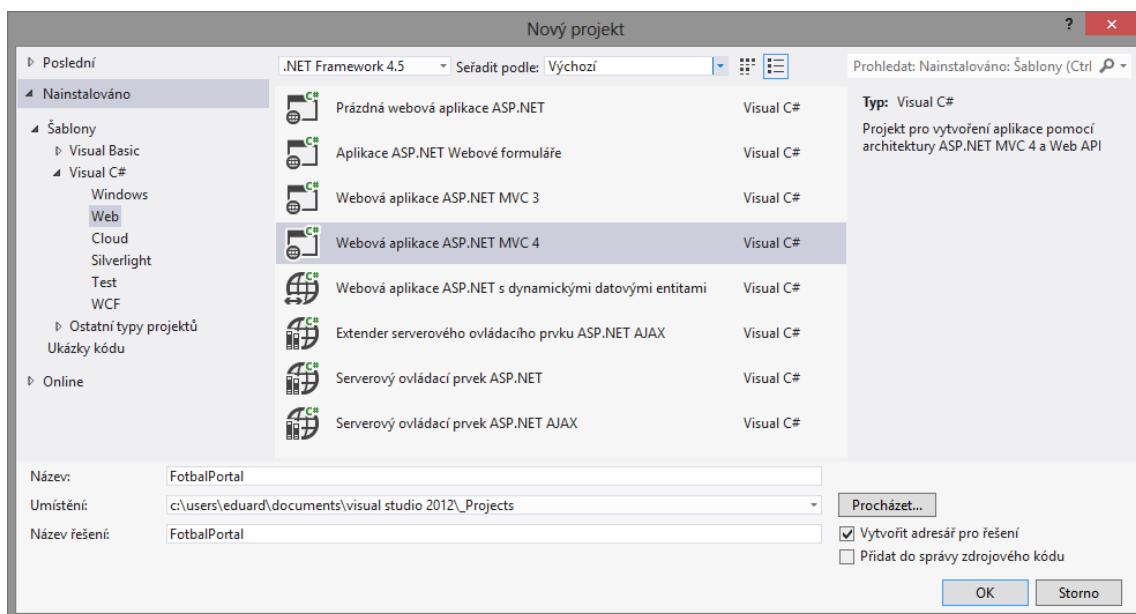 Nový projekt
?
Poslední
.NET Framework 4.5
Seřadit podle:
Výchozí
Prohledat: Nainstalováno: Šablony (Ctrl
Nainstalováno
Šablony
Visual Basic
Visual C#
Windows
Web
Cloud
Silverlight
Test
WCF
Ostatní typy projektů
Ukázky kódu
Online
Prázdná webová aplikace ASP.NET Visual C#
Aplikace ASP.NET Webové formuláře Visual C#
Webová aplikace ASP.NET MVC 3 Visual C#
Webová aplikace ASP.NET MVC 4 Visual C#
Webová aplikace ASP.NET s dynamickými datovými entitami Visual C#
Extender serverového ovládacího prvku ASP.NET AJAX Visual C#
Serverový ovládací prvek ASP.NET Visual C#
Serverový ovládací prvek ASP.NET AJAX Visual C#
Typ: Visual C#
Projekt pro vytvoření aplikace pomocí
architektury ASP.NET MVC 4 a Web API
Název: FotbalPortal
Umístění: c:\users\eduard\documents\visual studio 2012\_Projects
Procházet...
Název řešení: FotbalPortal
Vytvořit adresář pro řešení
Přidat do správy zdrojového kódu
OK
Storno